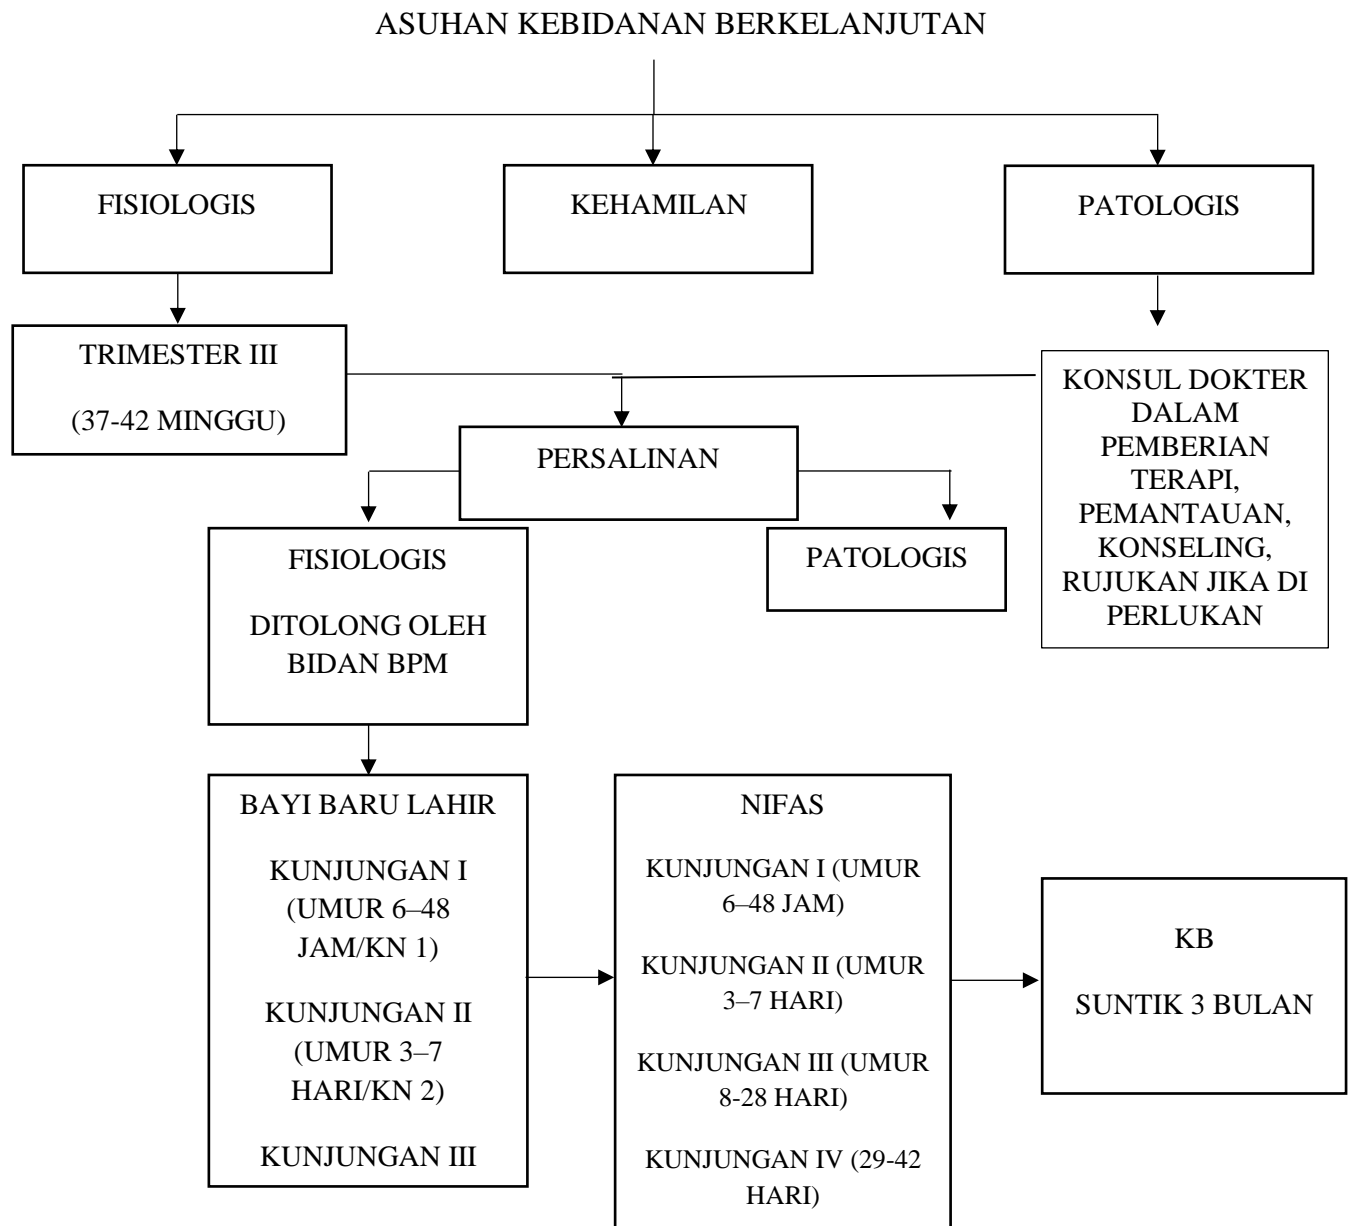 ASUHAN KEBIDANAN BERKELANJUTAN
FISIOLOGIS
KEHAMILAN
PATOLOGIS
TRIMESTER III
(37-42 MINGGU)
KONSUL DOKTER
DALAM
PEMBERIAN
TERAPI,
PEMANTAUAN,
KONSELING,
RUJUKAN JIKA DI
PERLUKAN
PERSALINAN
FISIOLOGIS
DITOLONG OLEH
BIDAN BPM
PATOLOGIS
BAYI BARU LAHIR
KUNJUNGAN I
(UMUR 6–48
JAM/KN 1)
KUNJUNGAN II
(UMUR 3–7
HARI/KN 2)
KUNJUNGAN III
NIFAS
KUNJUNGAN I (UMUR
6–48 JAM)
KUNJUNGAN II (UMUR
3–7 HARI)
KUNJUNGAN III (UMUR
8-28 HARI)
KUNJUNGAN IV (29-42
HARI)
KB
SUNTIK 3 BULAN